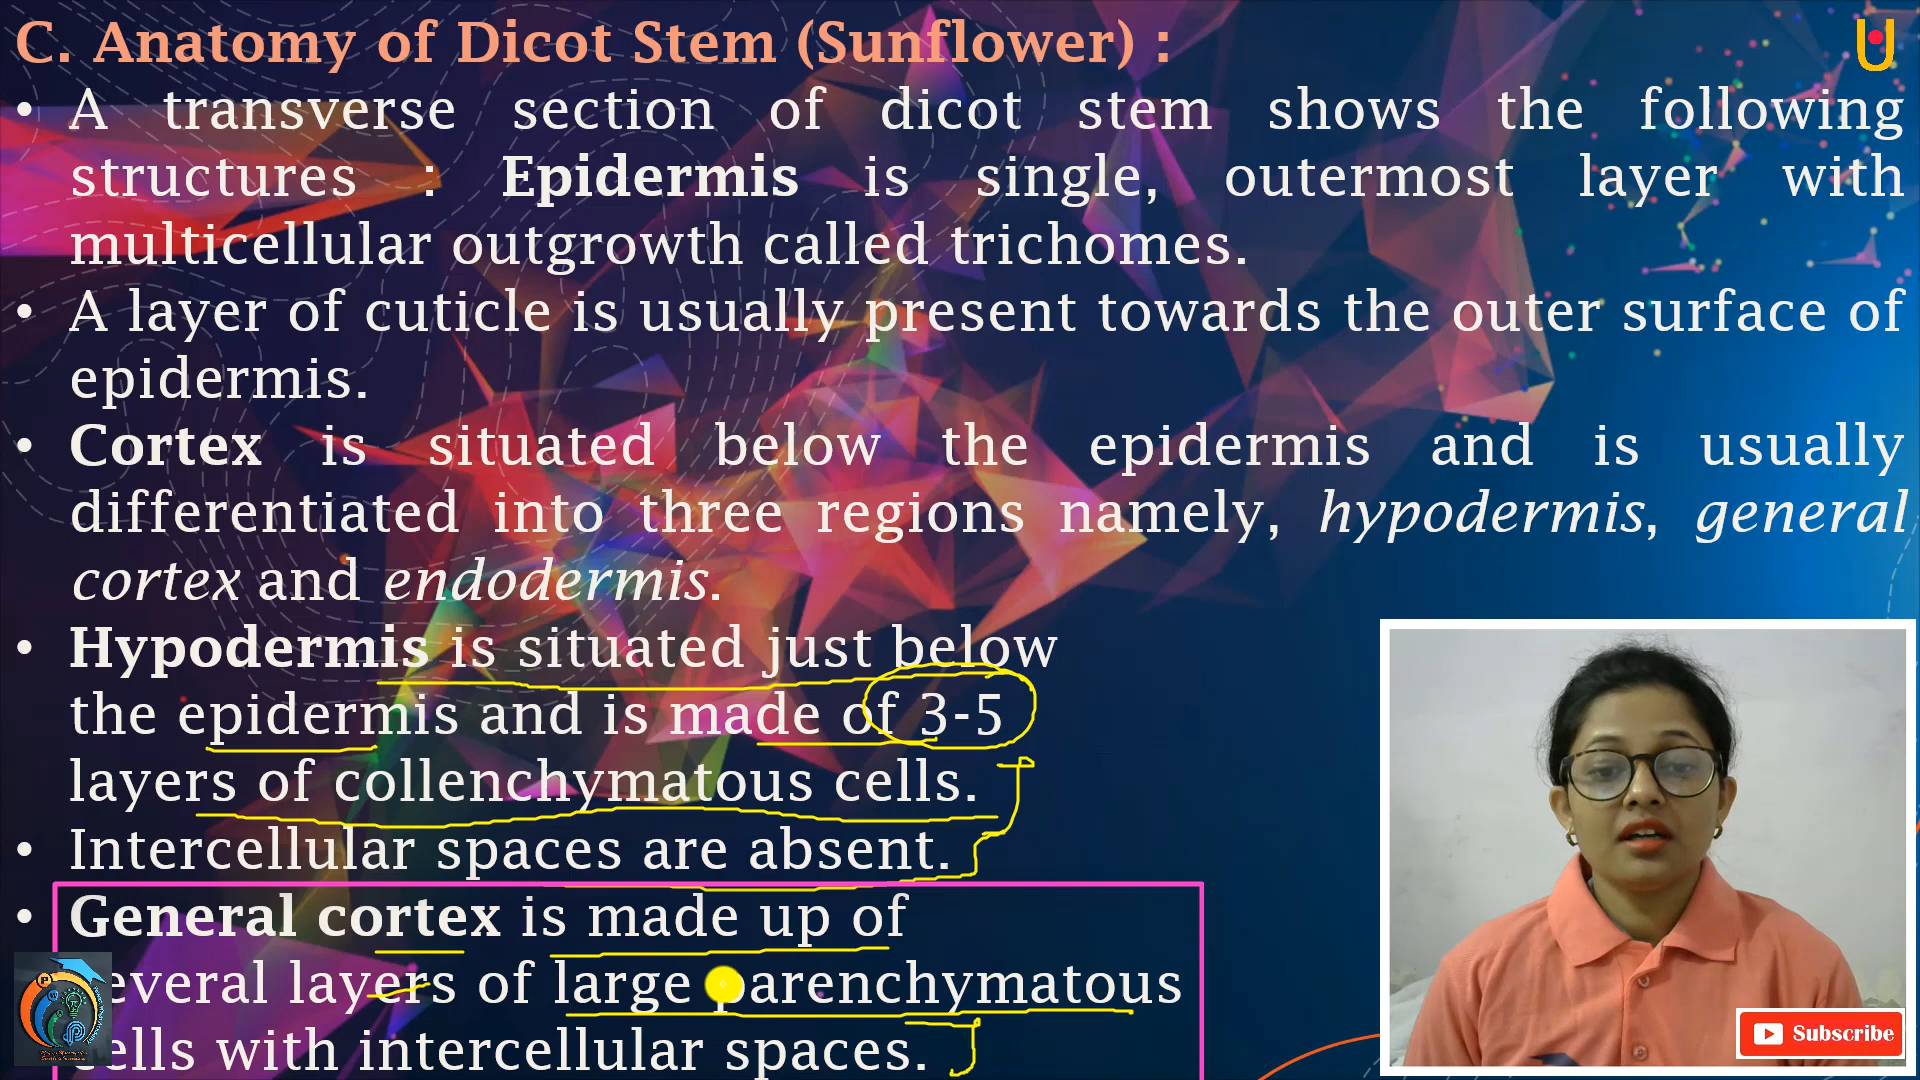 C. Anatomy of Dicot Stem (Sunflower) :
• A transverse section of dicot stem shows the following
structures : Epidermis is single, outermost layer with
multicellular outgrowth called trichomes.
• A layer of cuticle is usually present towards the outer surface of
epidermis.
• Cortex is situated below the epidermis and is usually
differentiated into three regions namely, hypodermis, general
cortex and endodermis.
• Hypodermis is situated just below
the epidermis and is made of 3-5
layers of collenchymatous cells.
• Intercellular spaces are absent.
• General cortex is made up of
several layers of large parenchymatous
cells with intercellular spaces.
Subscribe